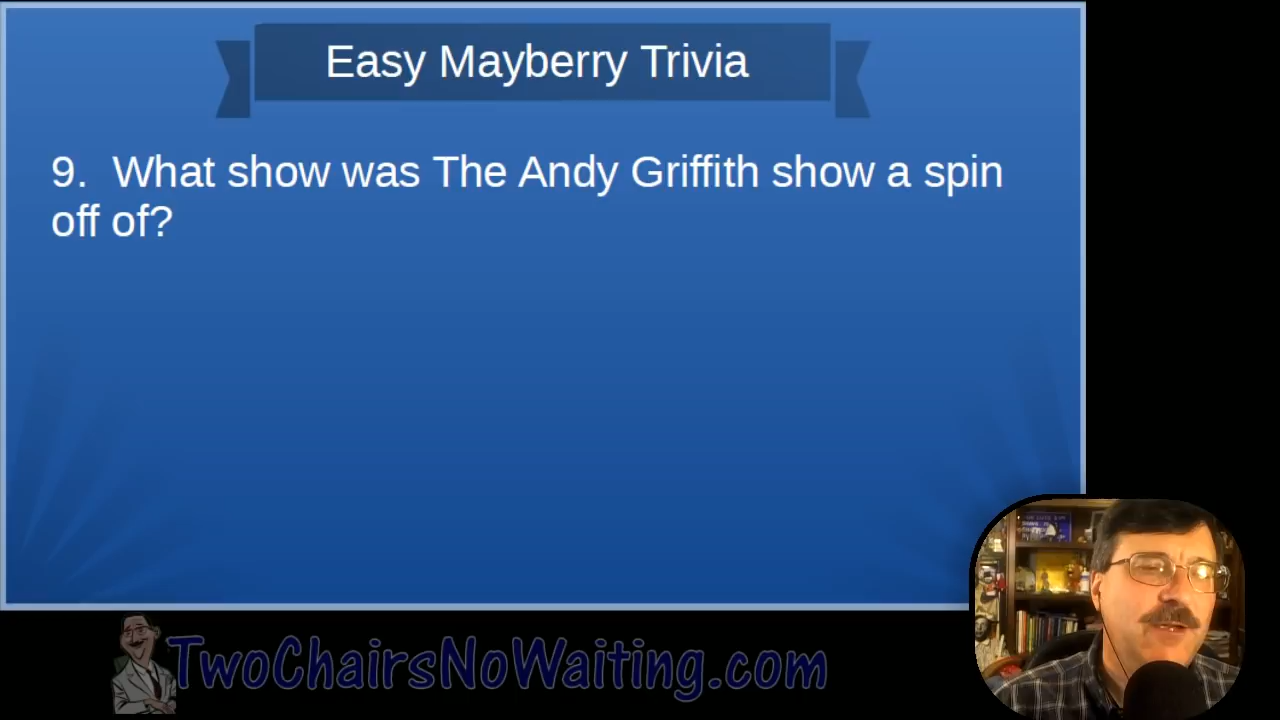 Easy Mayberry Trivia
9. What show was The Andy Griffith show a spin
off of?
TwoChairsNoWaiting.com